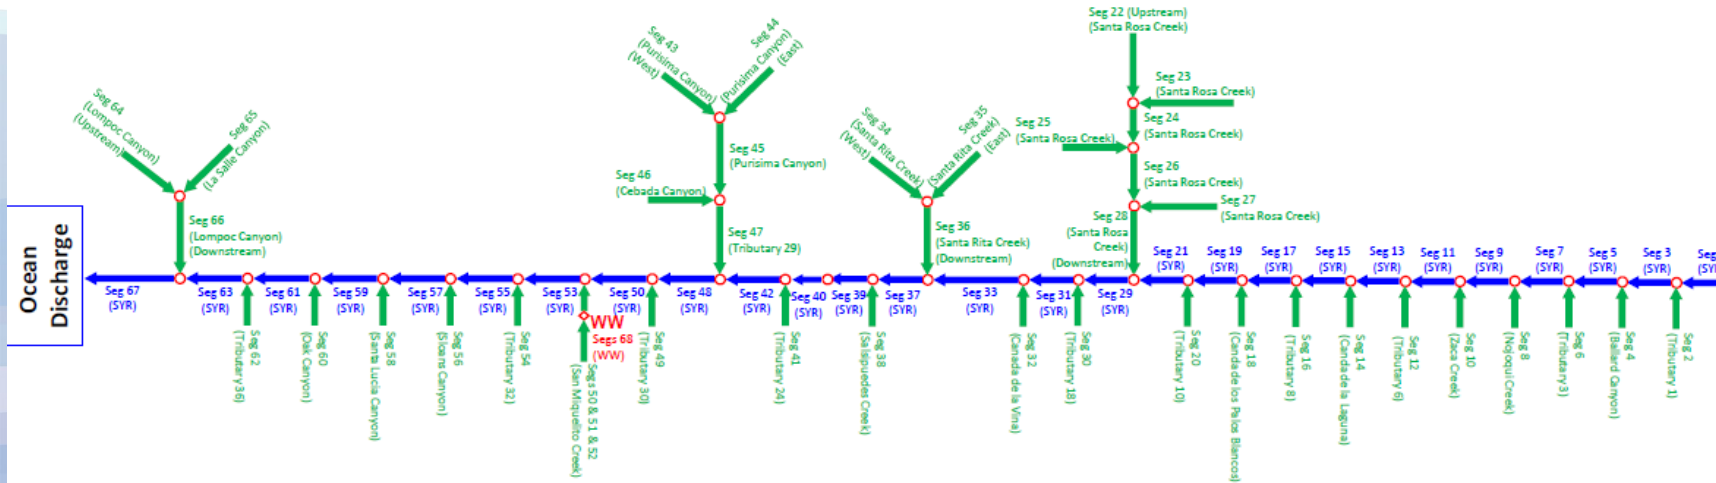 Seg 22 (Upstream)
(Santa Rosa Creek)
Seg 43
(Purisima Canyon)
(West)
Seg 44
(Purisima Canyon)
(East)
Seg 23
(Santa Rosa Creek)
Seg 64
(Lompoc Canyon)
(Upstream)
Seg 65
(La Salle Canyon)
Seg 34
(Santa Rita Creek)
(West)
Seg 35
(Santa Rita Creek)
(East)
Seg 25
(Santa Rosa Creek)
Seg 24
(Santa Rosa Creek)
Seg 45
(Purisima Canyon)
Seg 26
(Santa Rosa Creek)
Seg 46
(Cebada Canyon)
Seg 27
(Santa Rosa Creek)
Seg 66
(Lompoc Canyon)
(Downstream)
Seg 47
(Tributary 29)
Seg 36
(Santa Rita Creek)
(Downstream)
Seg 28
(Santa Rosa
Creek)
(Downstream)
Ocean
Discharge
Seg 67
(SYR)
Seg 63
(SYR)
Seg 61
(SYR)
Seg 59
(SYR)
Seg 57
(SYR)
Seg 55
(SYR)
Seg 53
(SYR)
Seg 50
(SYR)
Seg 48
(SYR)
Seg 42
(SYR)
Seg 40
(SYR)
Seg 39
(SYR)
Seg 37
(SYR)
Seg 33
(SYR)
Seg 31
(SYR)
Seg 29
(SYR)
Seg 21
(SYR)
Seg 19
(SYR)
Seg 17
(SYR)
Seg 15
(SYR)
Seg 13
(SYR)
Seg 11
(SYR)
Seg 9
(SYR)
Seg 7
(SYR)
Seg 5
(SYR)
Seg 3
(SYR)
Seg
(SY
WW
Segs 68
(WW)
Seg 62
(Tributary 36)
Seg 60
(Oak Canyon)
Seg 58
(Santa Lucia Canyon)
Seg 56
(Sloans Canyon)
Seg 54
(Tributary 32)
Segs 50 & 51 & 52
(San Miquelito Creek)
Seg 49
(Tributary 30)
Seg 41
(Tributary 24)
Seg 38
(Salsipuedes Creek)
Seg 32
(Canada de la Vina)
Seg 30
(Tributary 18)
Seg 20
(Tributary 10)
Seg 18
(Canda de los Palos Blancos)
Seg 16
(Tributary 8)
Seg 14
(Canda de la Laguna)
Seg 12
(Tributary 6)
Seg 10
(Zaca Creek)
Seg 8
(Nojoqui Creek)
Seg 6
(Tributary 3)
Seg 4
(Ballard Canyon)
Seg 2
(Tributary 1)